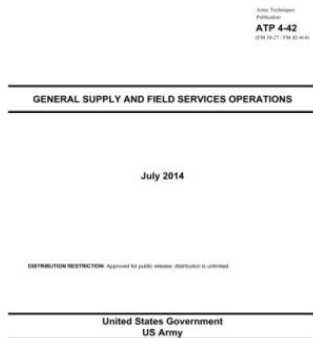 Army Techniques
Publication
ATP 4-42
GENERAL SUPPLY AND FIELD SERVICES OPERATIONS
July 2014
DISTRIBUTION RESTRICTION: Approved for public release; distribution is unlimited.
United States Government
US Army